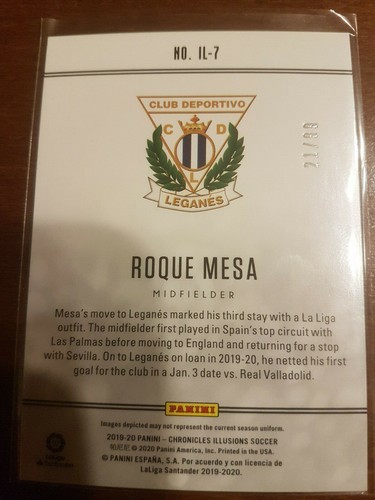 NO. IL-7
21/99
CLUB DEPORTIVO
C D
L
LEGANÉS
ROQUE MESA
MIDFIELDER
Mesa's move to Leganés marked his third stay with a La Liga
outfit. The midfielder first played in Spain's top circuit with
Las Palmas before moving to England and returning for a stop
with Sevilla. On to Leganés on loan in 2019-20, he netted his first
goal for the club in a Jan. 3 date vs. Real Valladolid.
PANINI
Images depicted may not represent the current season uniform.
2019-20 PANINI – CHRONICLES ILLUSIONS SOCCER
© 2020 Panini America, Inc. Printed in the USA.
© PANINI ESPAÑA, S.A. Por acuerdo y con licencia de
LaLiga Santander 2019-2020.
LaLiga
Santander